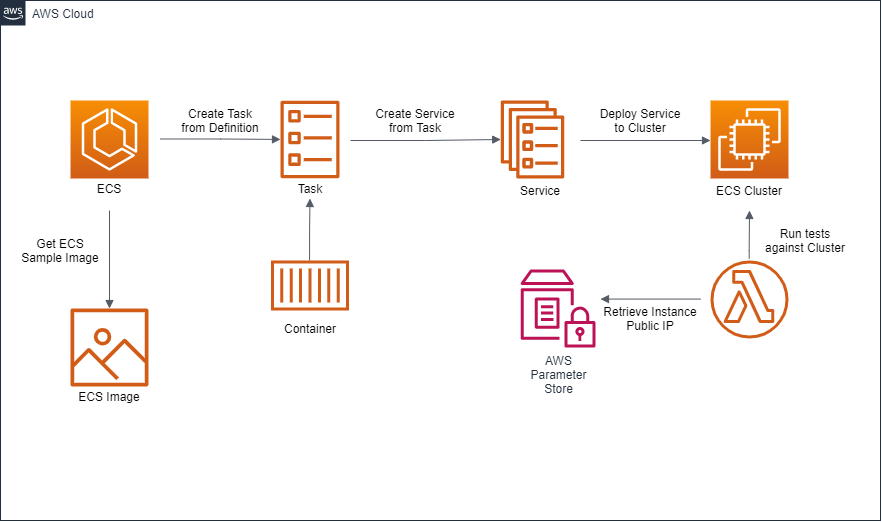 aws
AWS Cloud
Create Task
from Definition
Create Service
from Task
Deploy Service
to Cluster
ECS
Task
Service
ECS Cluster
Get ECS
Sample Image
Run tests
against Cluster
Container
Retrieve Instance
Public IP
AWS
Parameter
Store
ECS Image